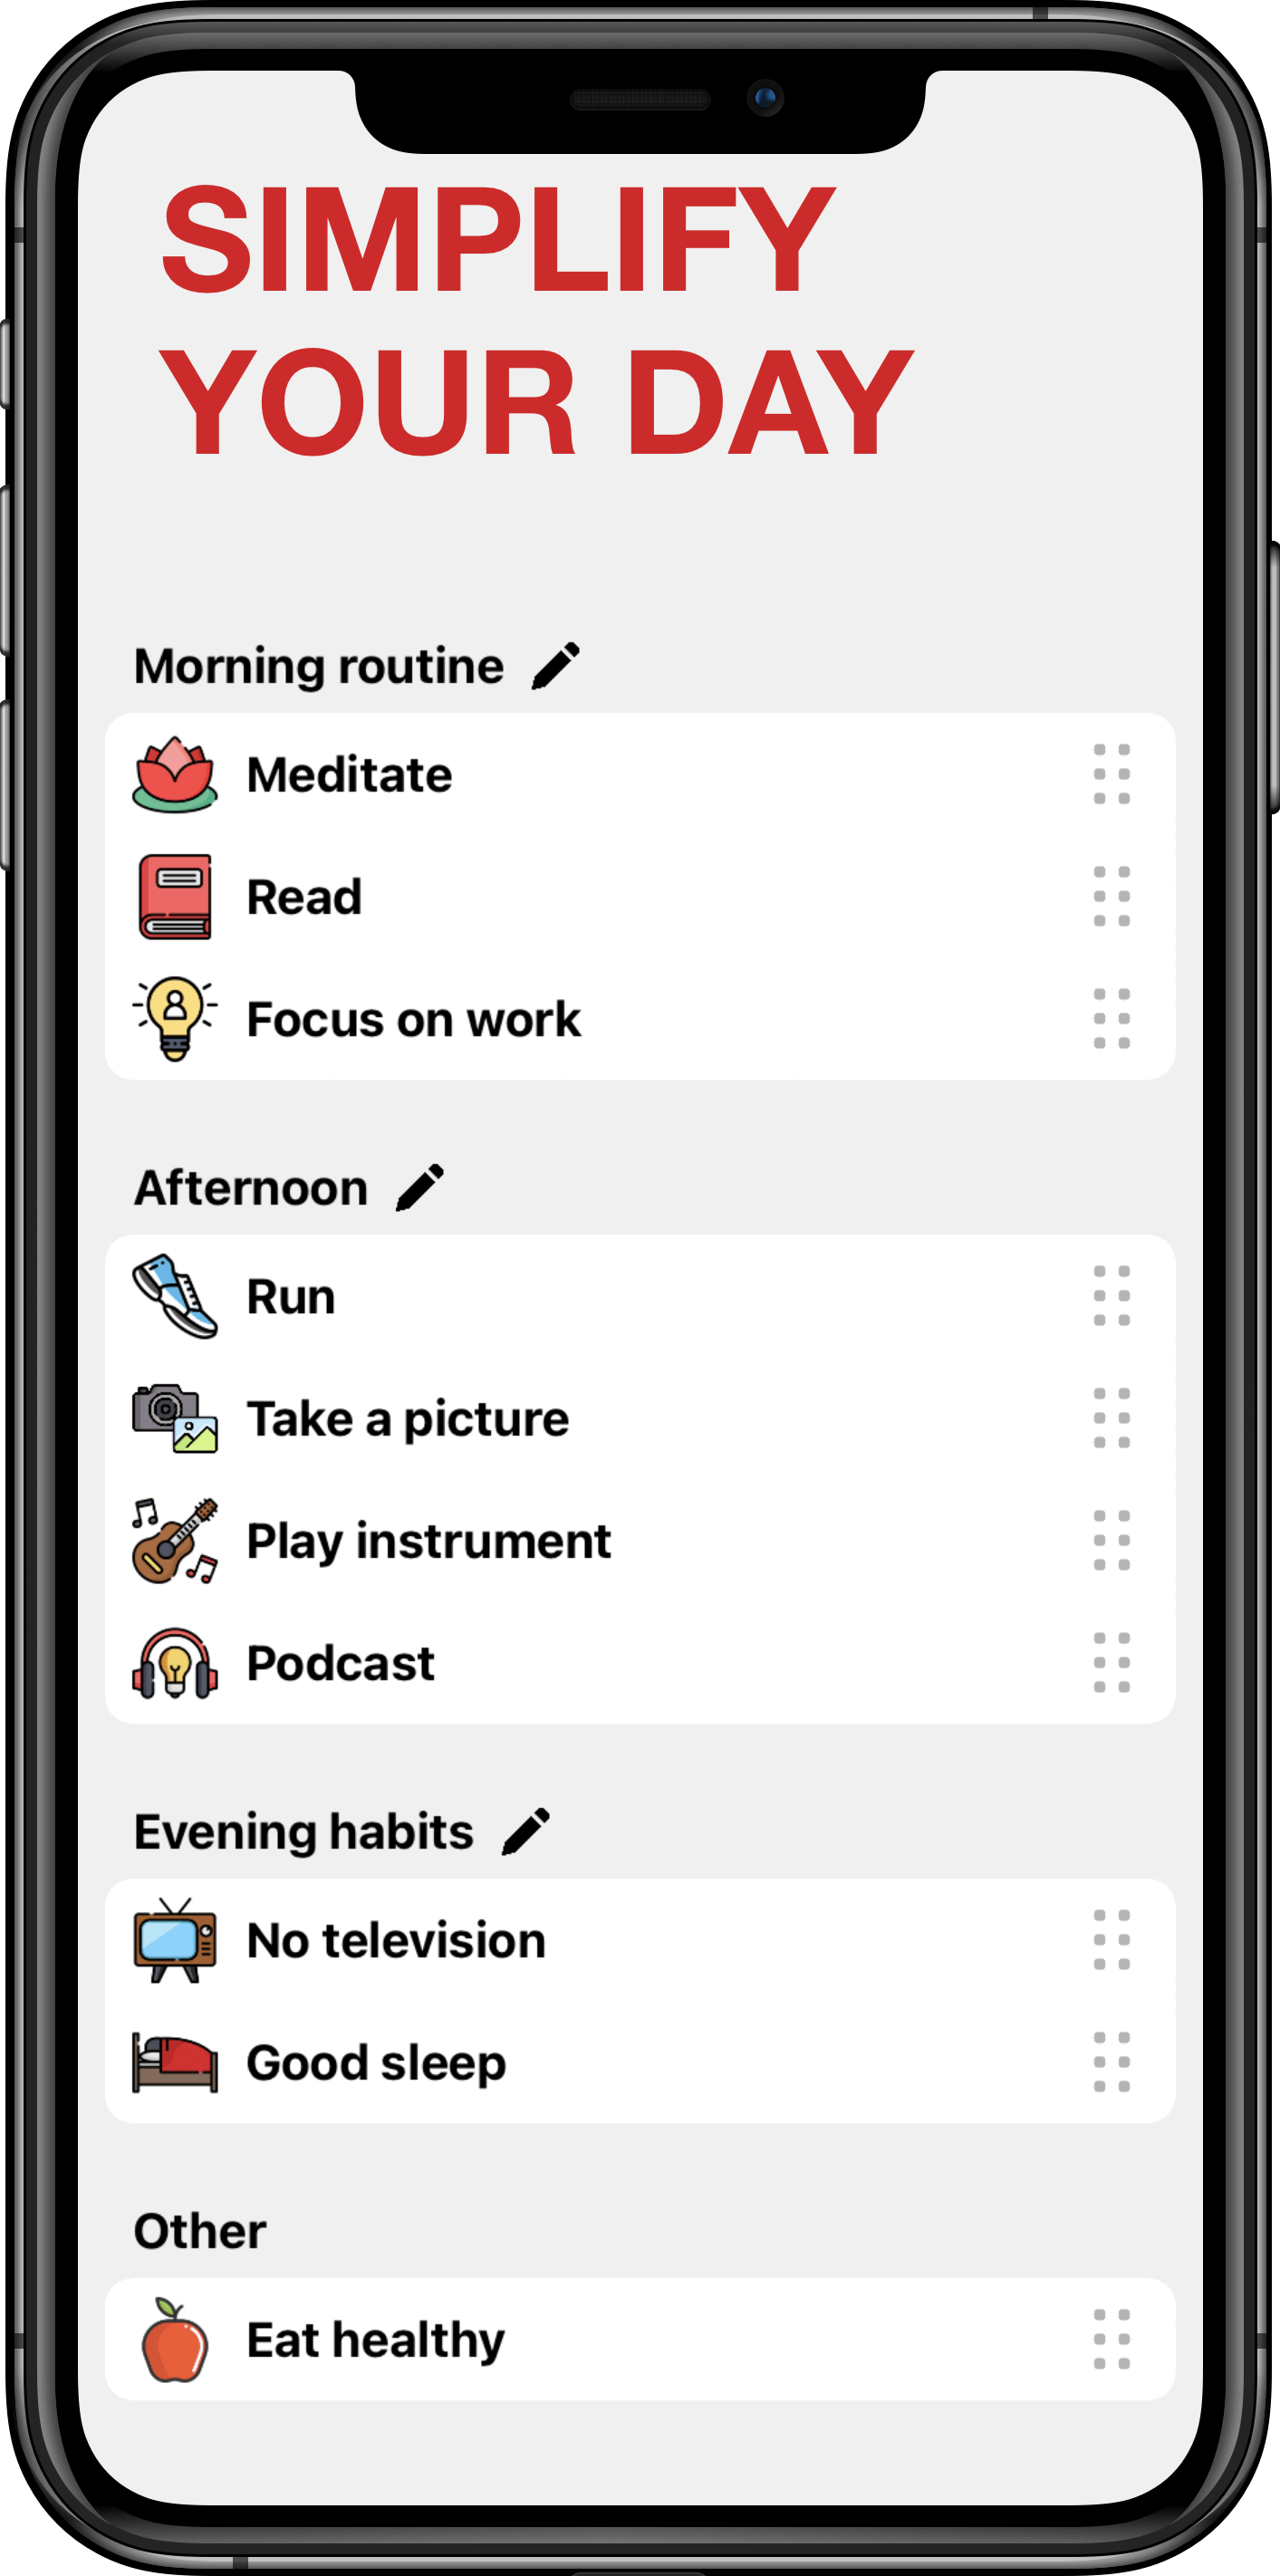 SIMPLIFY
YOUR DAY
Morning routine
Meditate
Read
Focus on work
Afternoon
Run
Take a picture
Play instrument
Podcast
Evening habits
No television
Good sleep
Other
Eat healthy